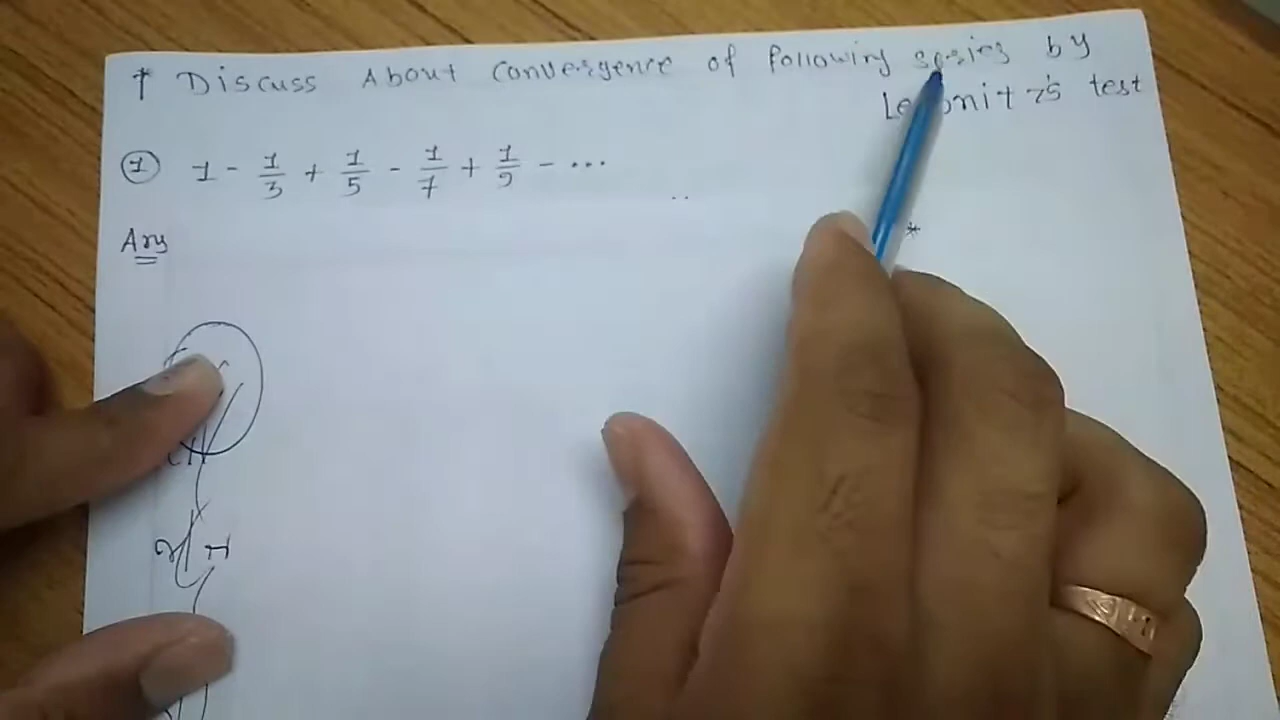 * Discuss About Convergence of following series by
test
① 1 - 1/3 + 1/5 - 1/7 + 1/9 - ...
Ans
*